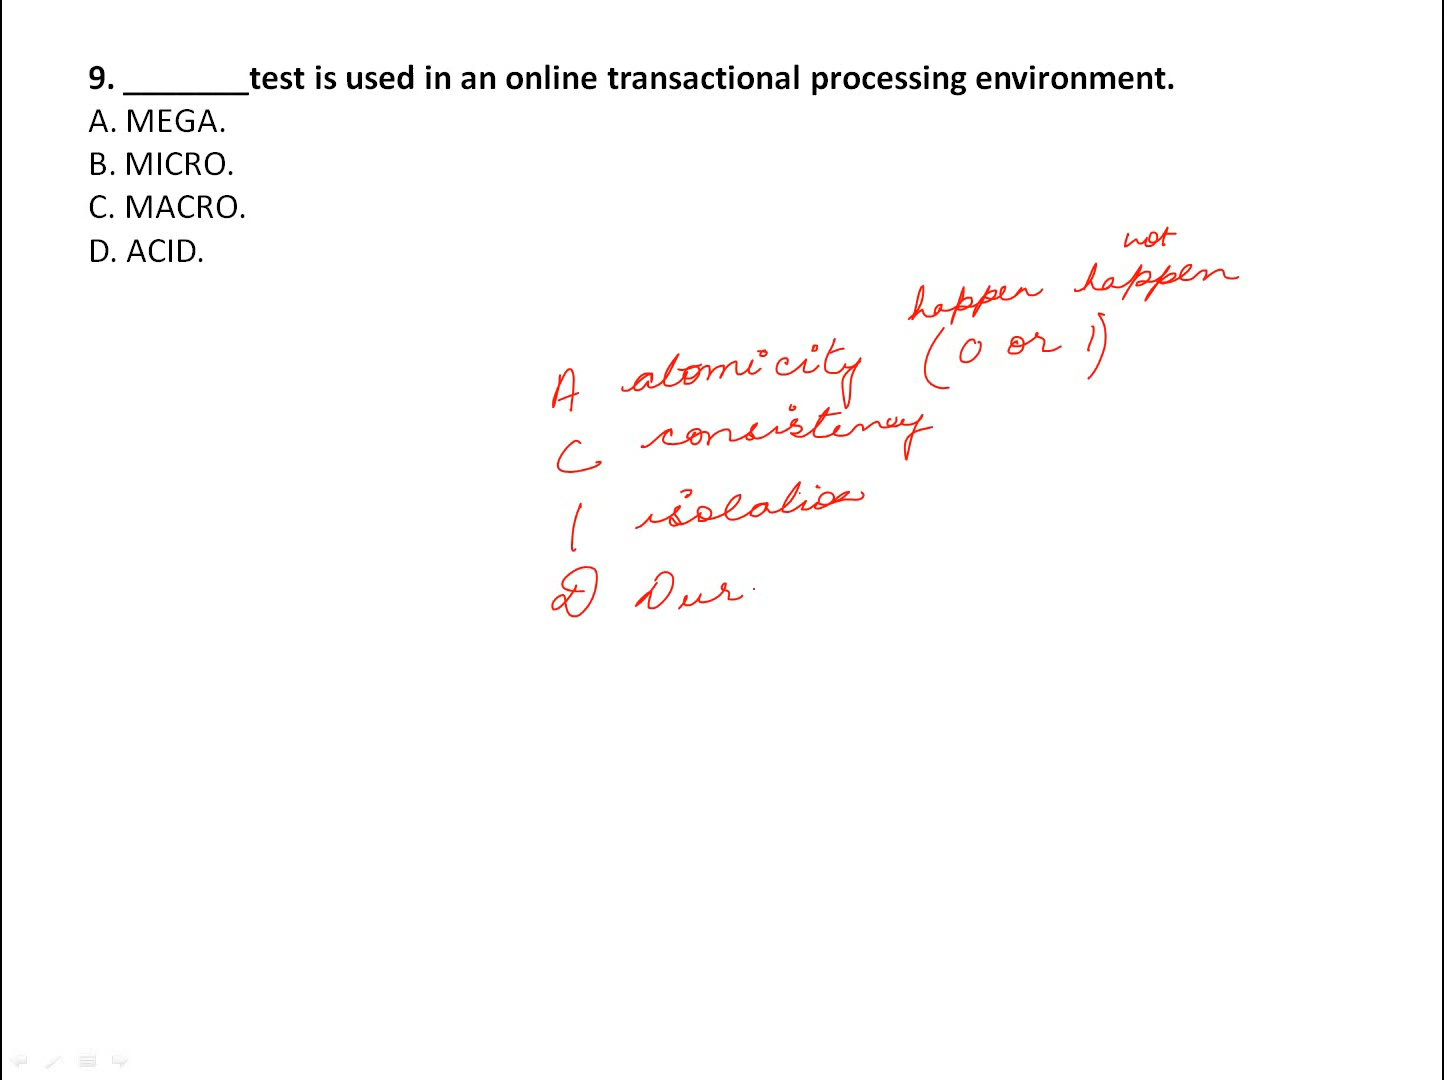 9. _______test is used in an online transactional processing environment.
A. MEGA.
B. MICRO.
C. MACRO.
D. ACID.
not
happen happen
A atomicity (0 or 1)
C consistency
I isolation
D Dur